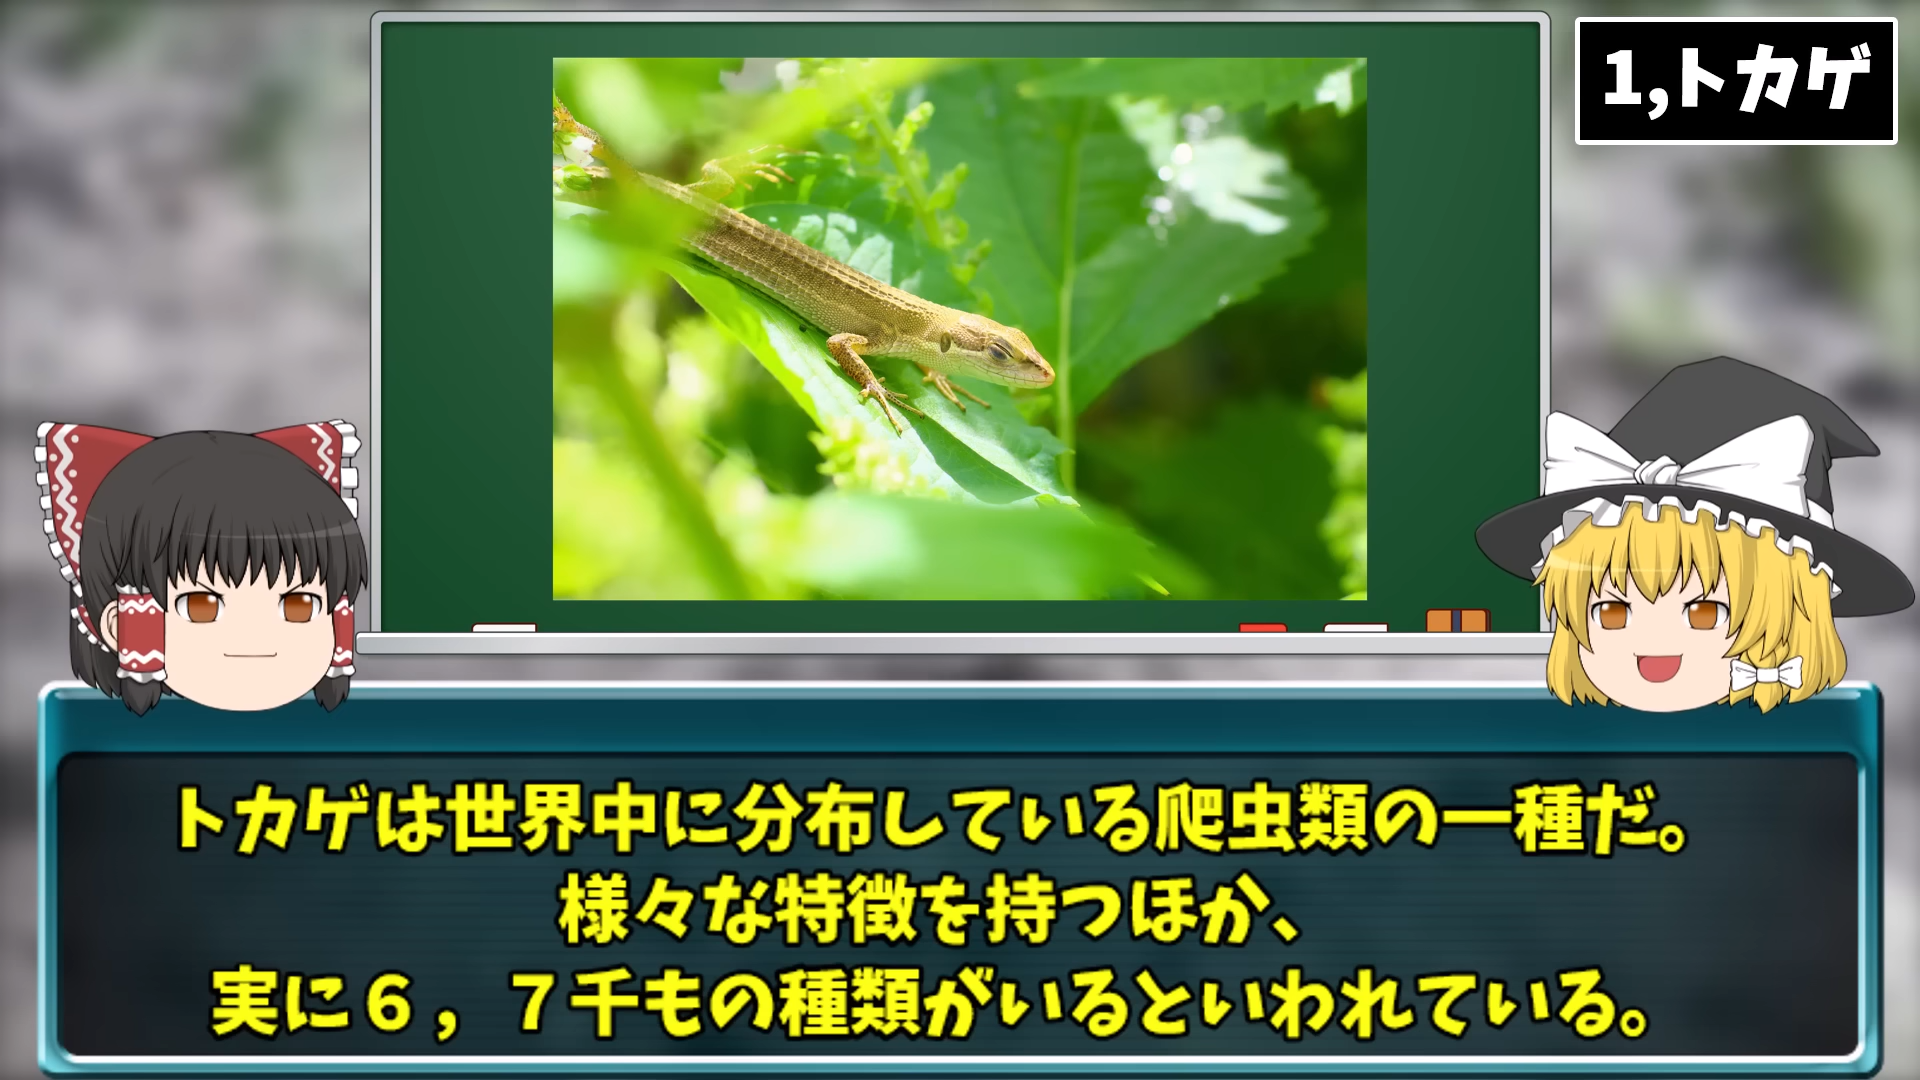 1,トカゲ
トカゲは世界中に分布している爬虫類の一種だ。
様々な特徴を持つほか、
実に６，７千もの種類がいるといわれている。